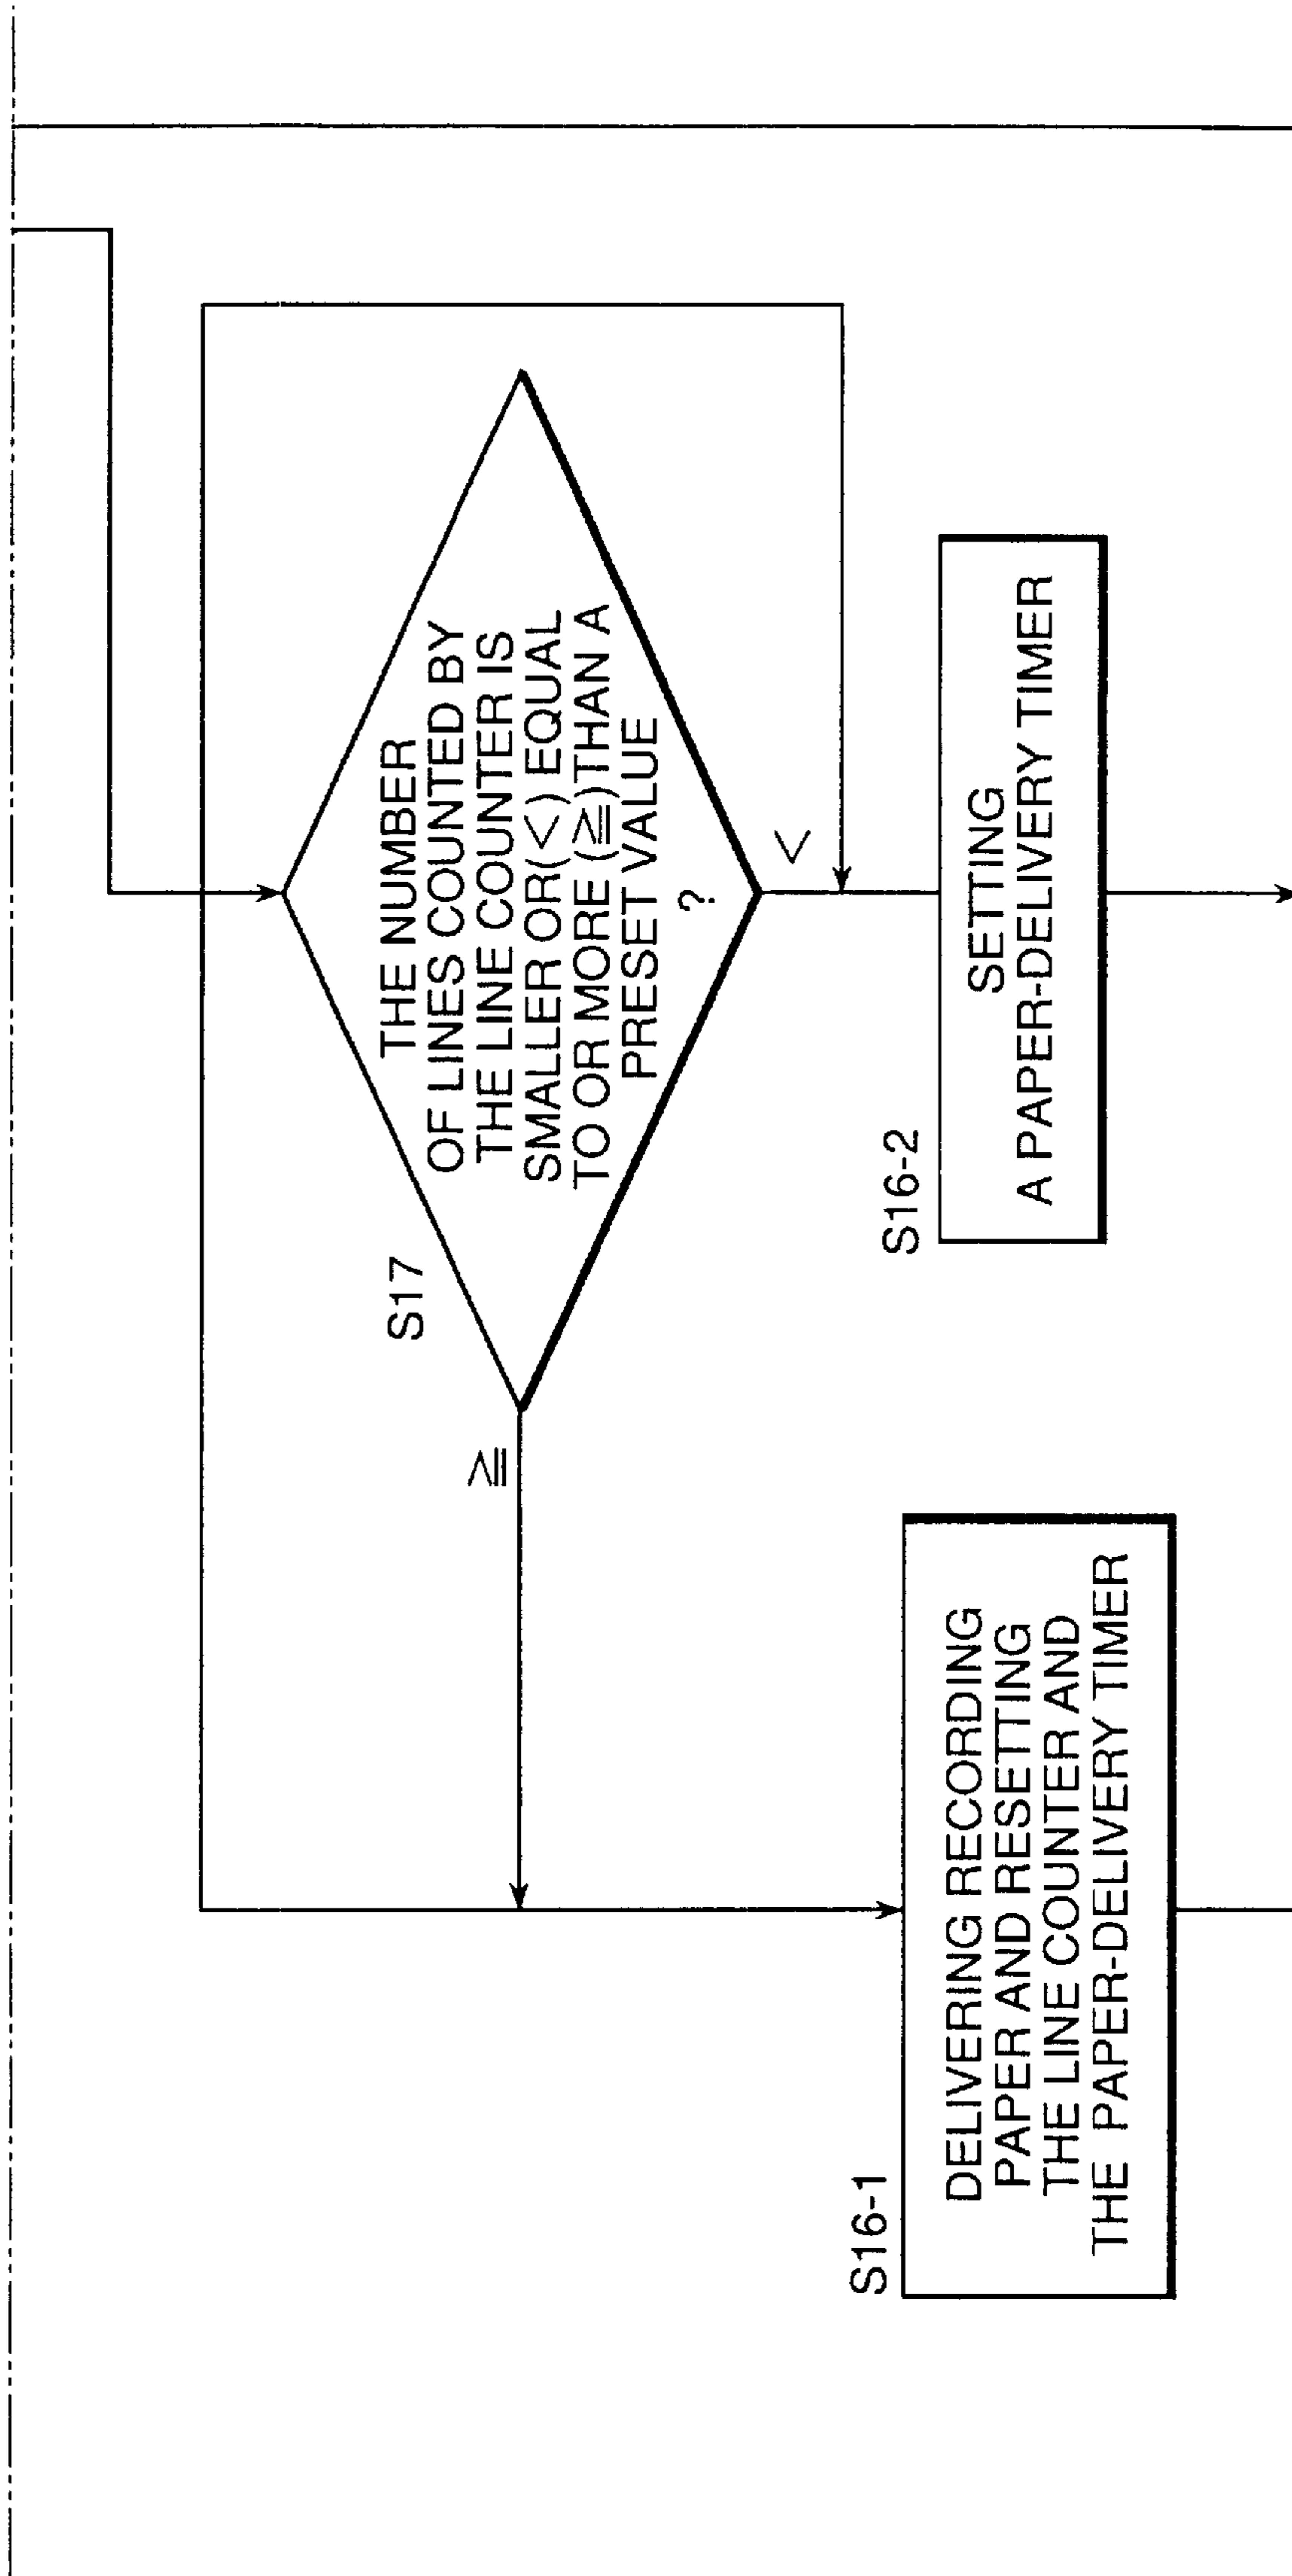 S17
THE NUMBER
OF LINES COUNTED BY
THE LINE COUNTER IS
SMALLER OR(<) EQUAL
TO OR MORE (≧)THAN A
PRESET VALUE
?
≧
<
S16-1
DELIVERING RECORDING
PAPER AND RESETTING
THE LINE COUNTER AND
THE PAPER-DELIVERY TIMER
S16-2
SETTING
A PAPER-DELIVERY TIMER